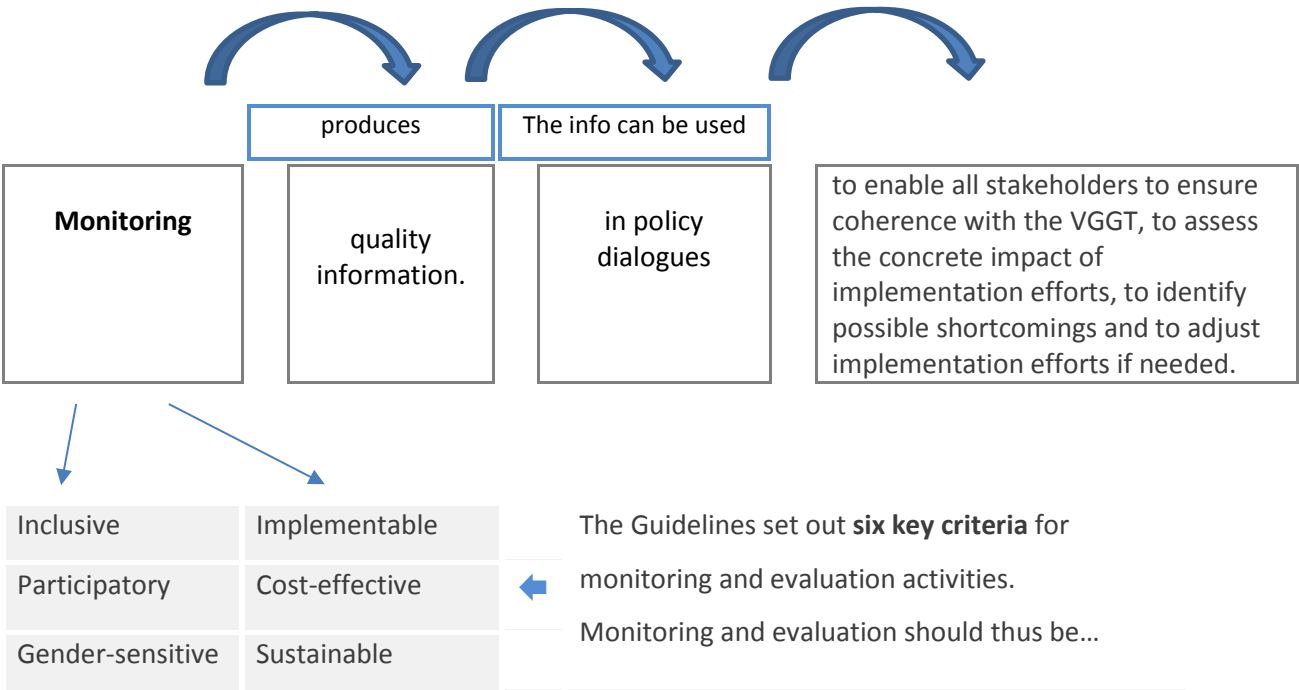 produces
The info can be used
Monitoring
quality
information.
in policy
dialogues
to enable all stakeholders to ensure
coherence with the VGGT, to assess
the concrete impact of
implementation efforts, to identify
possible shortcomings and to adjust
implementation efforts if needed.
Inclusive
Implementable
Participatory
Cost-effective
Gender-sensitive
Sustainable
The Guidelines set out six key criteria for
monitoring and evaluation activities.
Monitoring and evaluation should thus be…